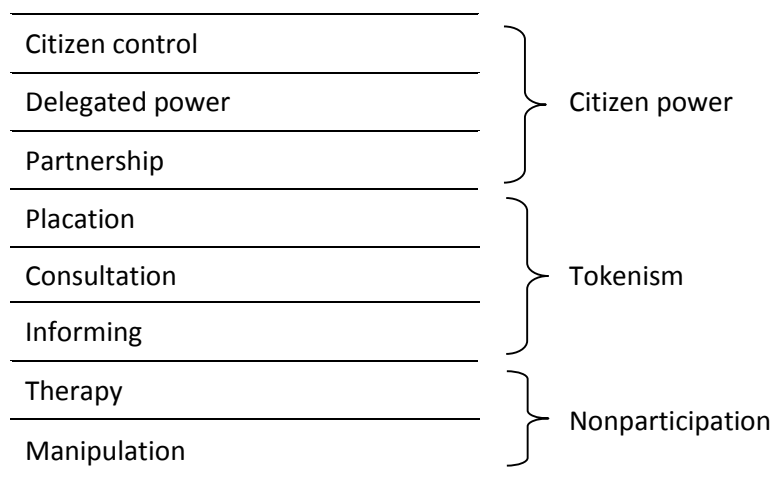 Citizen control
Delegated power
Citizen power
Partnership
Placation
Consultation
Tokenism
Informing
Therapy
Nonparticipation
Manipulation